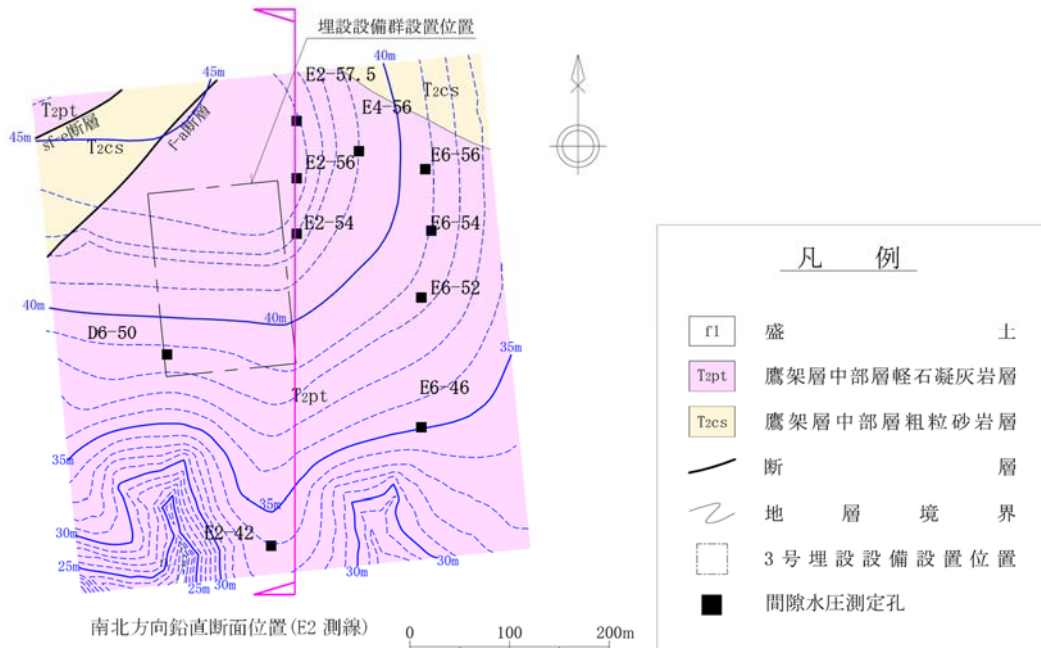 埋設設備群設置位置
45m
40m
E2-57.5
T2cs
T2pt
E4-56
45m
sf-e断層
f-a断層
T2cs
E2-56
E6-56
E2-54
E6-54
E6-52
40m
40m
D6-50
35m
T2pt
E6-46
35m
35m
E2-42
30m
25m
25m
30m
30m
30m
南北方向鉛直断面位置(E2 測線)
0 100 200m
凡 例
fl 盛 土
T2pt 鷹架層中部層軽石凝灰岩層
T2cs 鷹架層中部層粗粒砂岩層
断 層
地 層 境 界
3号埋設設備設置位置
間隙水圧測定孔